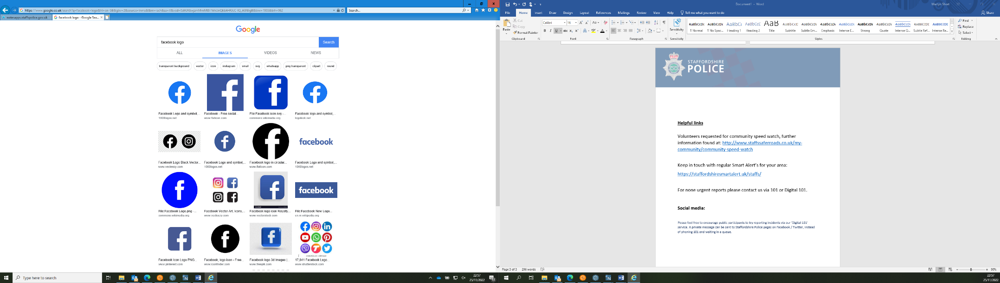 https://www.google.co.uk/search?q=facebook+logo&hl=en-GB&gbv=2&source=lnms&tbm=isch&sa=X&ved=
Search...
notesapps.staffspolice.gov.uk
facebook logo - Google Sea...
Google
facebook logo
Search
ALL IMAGES VIDEOS NEWS
transparent background vector icon instagram small svg whatsapp png transparent clipart round
Facebook Logo and symbol,... Facebook - Free social... File:Facebook icon.svg -... Facebook logo and symbol,...
1000logos.net www.flaticon.com commons.wikimedia.org logolook.net
facebook
Facebook Logo Black Vector... Facebook Logo and symbol,... Facebook logo in circular... Facebook Logo and symbol,...
www.vecteezy.com 1000logos.net www.flaticon.com 1000logos.net
facebook
File:Facebook Logo.png -... Facebook Vector Art, Icons,... Facebook logo icon Royalty... File:Facebook New Logo...
commons.wikimedia.org www.vecteezy.com www.vectorstock.com en.m.wikipedia.org
Facebook Icon Logo PNG... Facebook, logo icon - Free... Facebook logo 3d Images |... 17,841 Facebook Logo...
www.pinterest.com www.iconfinder.com www.freepik.com www.shutterstock.com
Type here to search
22:57
25/11/2022
13
Document1 - Word
Martyn Short
File Home Insert Draw Design Layout References Mailings Review View Help Tell me what you want to do
Share
Paste
Cut
Copy
Format Painter
Clipboard
Calibri 16
Font
Paragraph
Sensitivity
Sensitivity
AaBbCcDc AaBbCcDc AaBbCc AaBbCcE AaB AaBbCcD AaBbCcDt AaBbCcDt AaBbCcDt AaBbCcDc AaBbCcDt AaBbCcDt AABBCCDD AABBCCDC
¶ Normal ¶ No Spac... Heading 1 Heading 2 Title Subtitle Subtle Em... Emphasis Intense E... Strong Quote Intense Q... Subtle Ref... Intense Re...
Styles
Find
Replace
Select
Editing
STAFFORDSHIRE
POLICE
Helpful links
Volunteers requested for community speed watch, further
information found at: http://www.staffssaferroads.co.uk/my-
community/community-speed-watch
Keep in touch with regular Smart Alert's for your area:
https://staffordshiresmartalert.uk/staffs/
For none urgent reports please contact us via 101 or Digital 101.
Social media:
Please feel free to encourage public participants to try reporting incidents via our 'Digital 101'
service. A private message can be sent to Staffordshire Police pages on Facebook / Twitter, instead
of phoning 101 and waiting in a queue.
Page 3 of 3 296 words
90%
22:57
25/11/2022